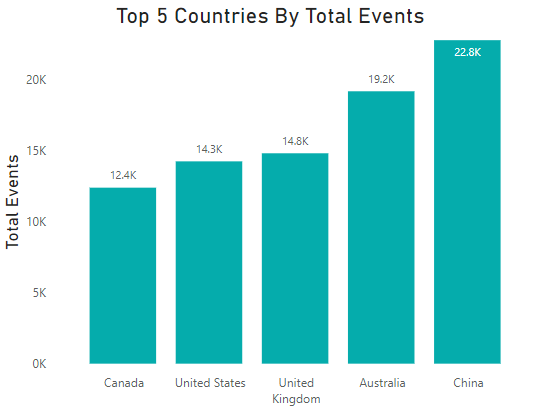 Top 5 Countries By Total Events
Total Events
20K
15K
10K
5K
0K
12.4K
14.3K
14.8K
19.2K
22.8K
Canada
United States
United
Kingdom
Australia
China